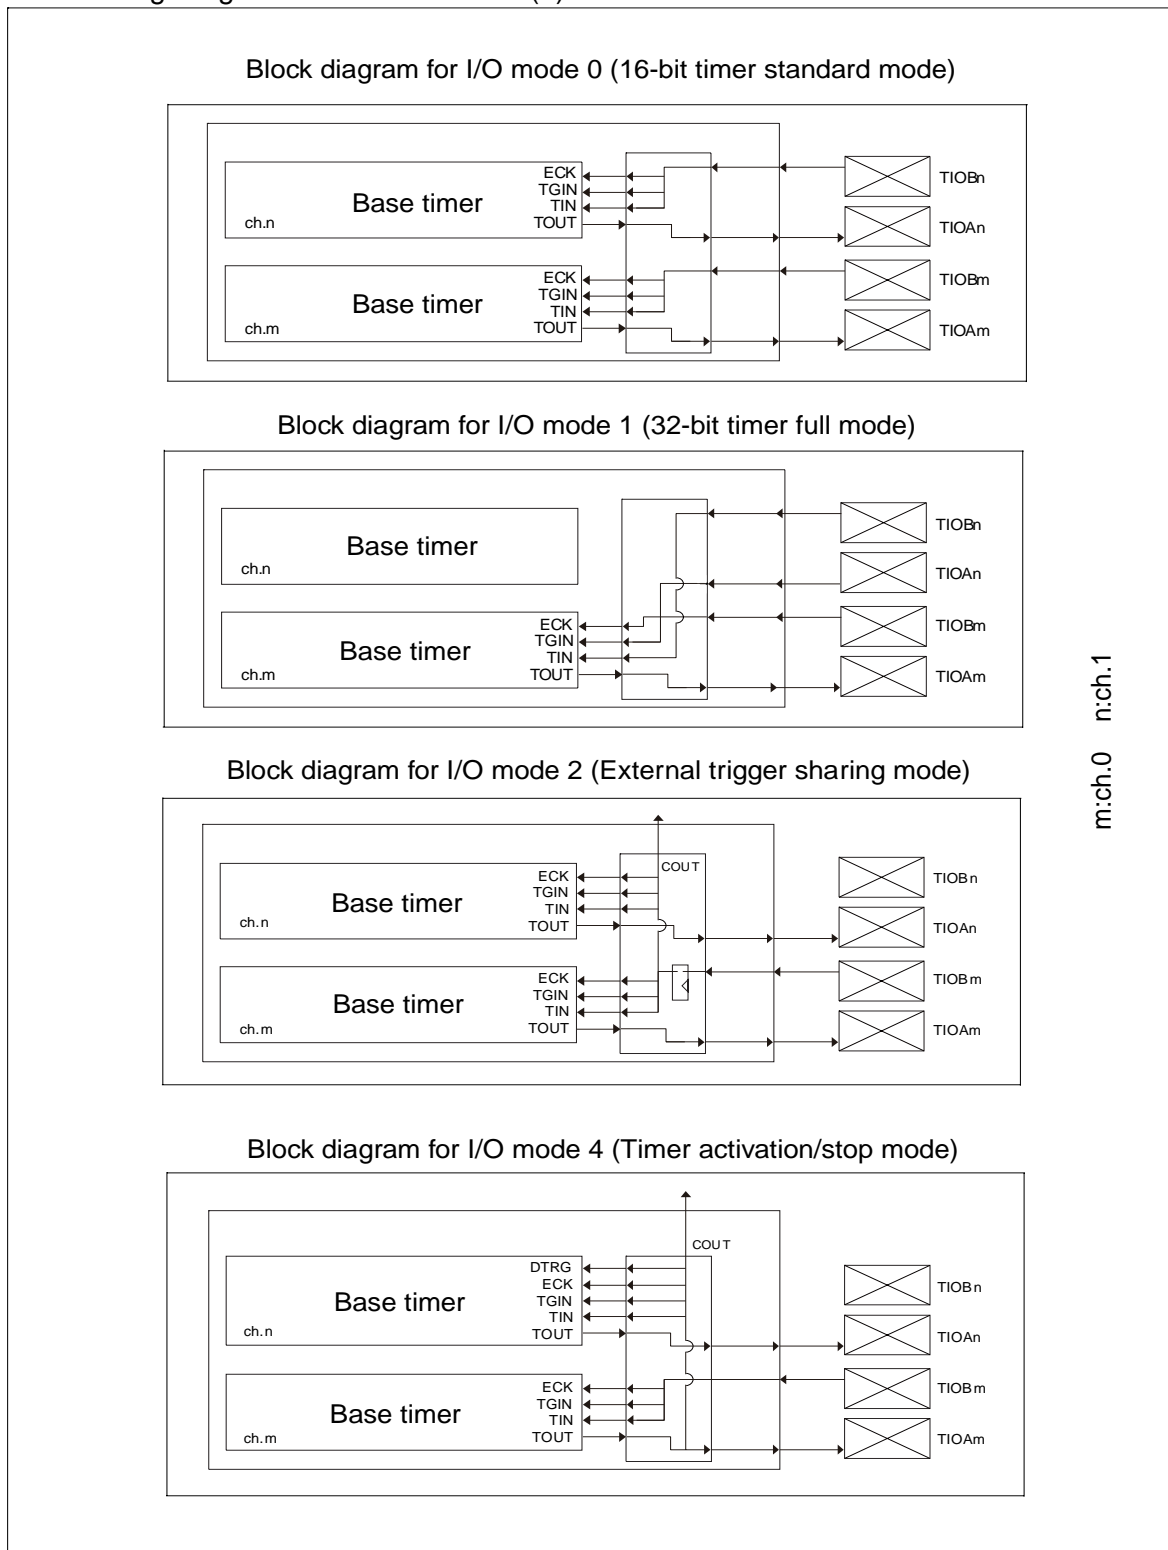 Block diagram for I/O mode 0 (16-bit timer standard mode)
ECK
TGIN
TIN
TOUT
Base timer
ch.n
TIOBn
TIOAn
ECK
TGIN
TIN
TOUT
Base timer
ch.m
TIOBm
TIOAm
Block diagram for I/O mode 1 (32-bit timer full mode)
Base timer
ch.n
TIOBn
TIOAn
ECK
TGIN
TIN
TOUT
Base timer
ch.m
TIOBm
TIOAm
m:ch.0 n:ch.1
Block diagram for I/O mode 2 (External trigger sharing mode)
COUT
ECK
TGIN
TIN
TOUT
Base timer
ch.n
TIOBn
TIOAn
ECK
TGIN
TIN
TOUT
Base timer
ch.m
TIOBm
TIOAm
Block diagram for I/O mode 4 (Timer activation/stop mode)
COUT
DTRG
ECK
TGIN
TIN
TOUT
Base timer
ch.n
TIOBn
TIOAn
ECK
TGIN
TIN
TOUT
Base timer
ch.m
TIOBm
TIOAm